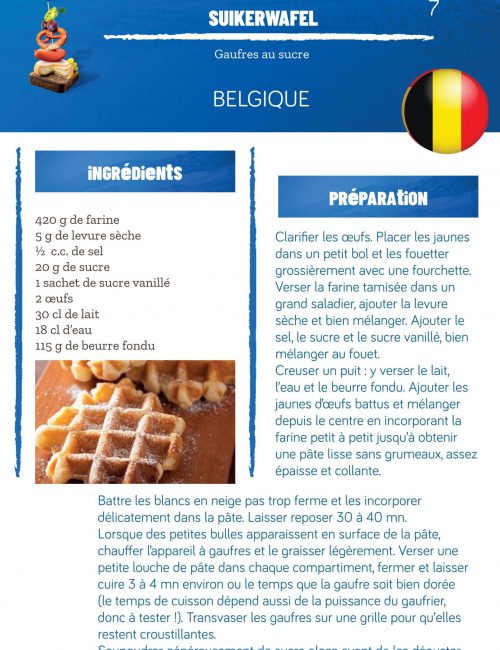 7
SUIKERWAFEL
Gaufres au sucre
BELGIQUE
iNGRéDieNtS
420 g de farine
5 g de levure sèche
½ c.c. de sel
20 g de sucre
1 sachet de sucre vanillé
2 œufs
30 cl de lait
18 cl d’eau
115 g de beurre fondu
PRéPARAtiON
Clarifier les œufs. Placer les jaunes
dans un petit bol et les fouetter
grossièrement avec une fourchette.
Verser la farine tamisée dans un
grand saladier, ajouter la levure
sèche et bien mélanger. Ajouter le
sel, le sucre et le sucre vanillé, bien
mélanger au fouet.
Creuser un puit : y verser le lait,
l’eau et le beurre fondu. Ajouter les
jaunes d’œufs battus et mélanger
depuis le centre en incorporant la
farine petit à petit jusqu’à obtenir
une pâte lisse sans grumeaux, assez
épaisse et collante.
Battre les blancs en neige pas trop ferme et les incorporer
délicatement dans la pâte. Laisser reposer 30 à 40 mn.
Lorsque des petites bulles apparaissent en surface de la pâte,
chauffer l’appareil à gaufres et le graisser légèrement. Verser une
petite louche de pâte dans chaque compartiment, fermer et laisser
cuire 3 à 4 mn environ ou le temps que la gaufre soit bien dorée
(le temps de cuisson dépend aussi de la puissance du gaufrier,
donc à tester !). Transvaser les gaufres sur une grille pour qu’elles
restent croustillantes.
Saupoudrer généreusement de sucre glace avant de les déguster